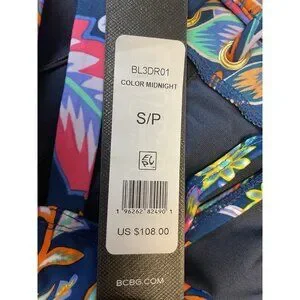 BL3DR01
COLOR MIDNIGHT
S/P
1 96262 82490 1
US $108.00
BCBG.COM